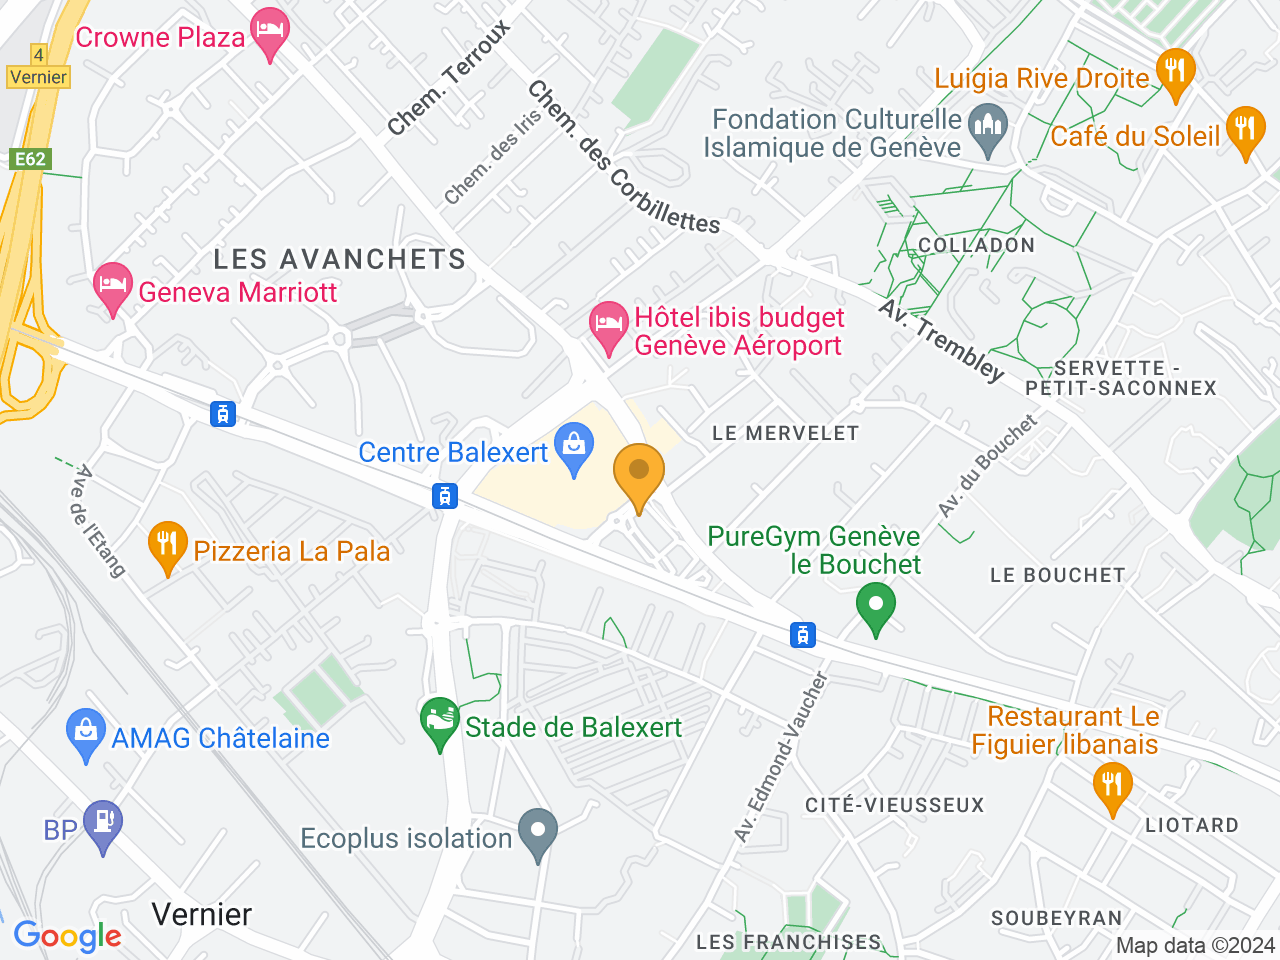 Crowne Plaza
4
Vernier
Chem. Terroux
Chem. des Iris
Chem. des Corbillettes
Luigia Rive Droite
Fondation Culturelle
Islamique de Genève
Café du Soleil
E62
LES AVANCHETS
COLLADON
Geneva Marriott
Hôtel ibis budget
Genève Aéroport
Av. Trembley
SERVETTE -
PETIT-SACONNEX
LE MERVELET
Centre Balexert
Av. du Bouchet
Ave de l'Etang
Pizzeria La Pala
PureGym Genève
le Bouchet
LE BOUCHET
Stade de Balexert
AMAG Châtelaine
Av. Edmond-Vaucher
Restaurant Le
Figuier libanais
CITÉ-VIEUSSEUX
LIOTARD
BP
Ecoplus isolation
Vernier
SOUBEYRAN
LES FRANCHISES
Google
Map data ©2024